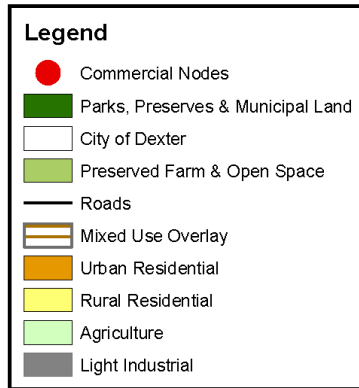 Legend
Commercial Nodes
Parks, Preserves & Municipal Land
City of Dexter
Preserved Farm & Open Space
Roads
Mixed Use Overlay
Urban Residential
Rural Residential
Agriculture
Light Industrial